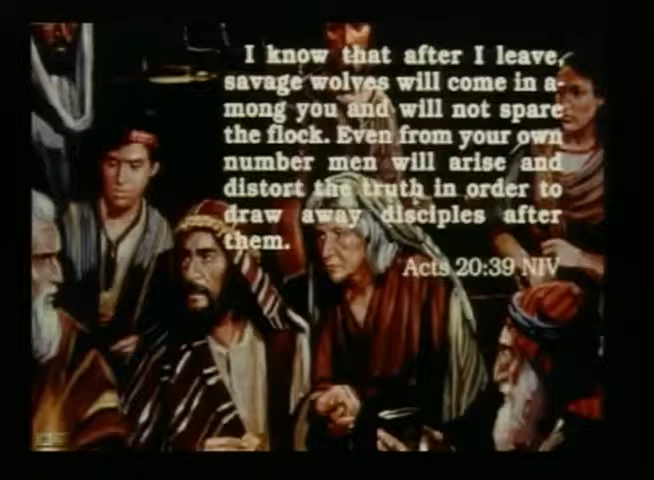 I know that after I leave,
savage wolves will come in a-
mong you and will not spare
the flock. Even from your own
number men will arise and
distort the truth in order to
draw away disciples after
them.
Acts 20:39 NIV